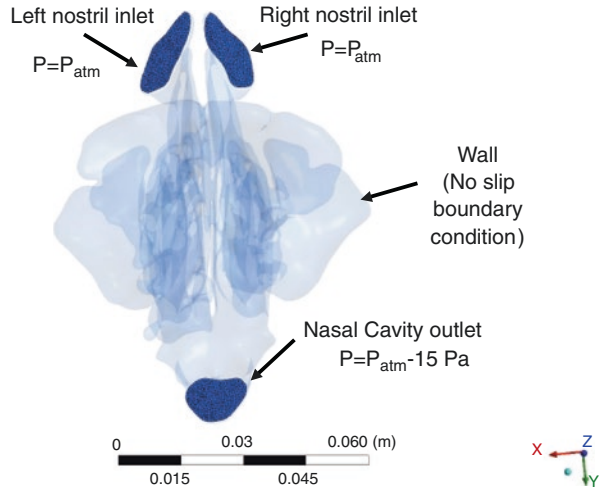 Left nostril inlet
P=Patm
Right nostril inlet
P=Patm
Wall
(No slip
boundary
condition)
Nasal Cavity outlet
P=Patm-15 Pa
0 0.03 0.060 (m)
0.015 0.045
X Z
Y